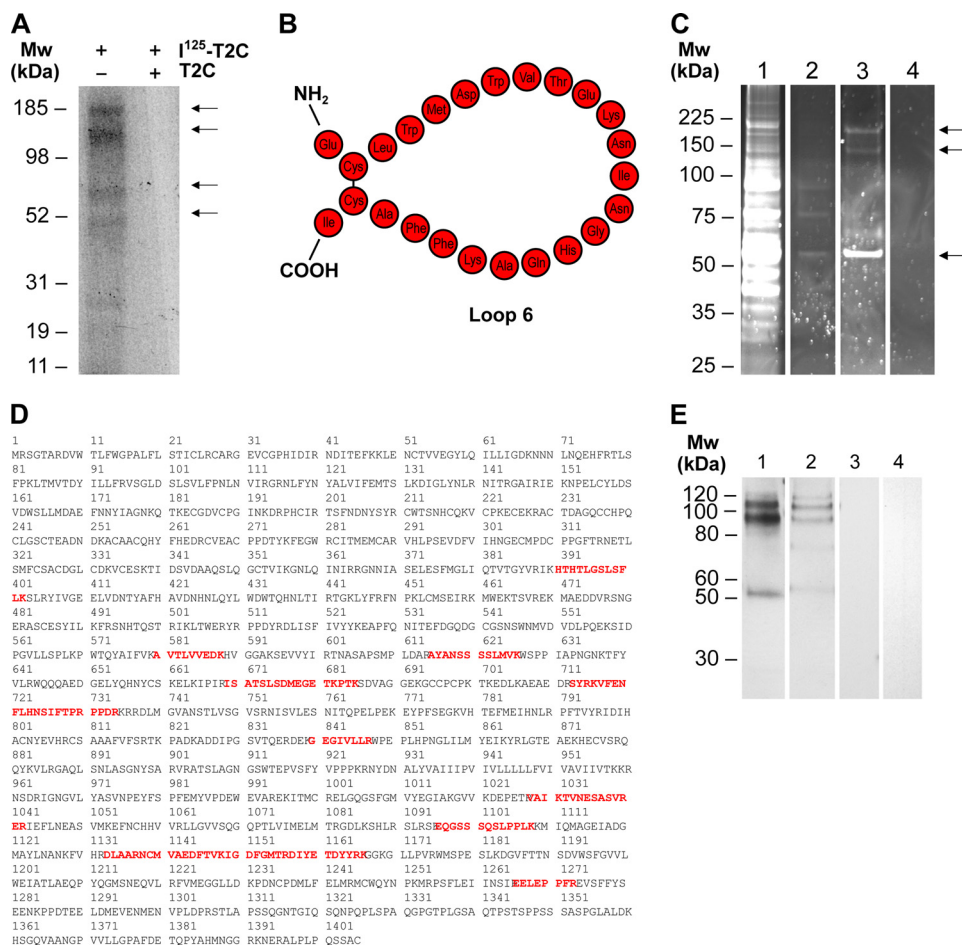 A
Mw
(kDa)
+ + I¹²⁵-T2C
– + T2C
185 –
98 –
52 –
31 –
19 –
11 –
B
NH₂
Glu Cys Leu Trp Met Asp Trp Val Thr Glu Lys Asn Ile Asn Gly His Gln Ala Lys Phe Phe Ala Cys Ile
COOH
Loop 6
C
Mw
(kDa)
1 2 3 4
225 –
150 –
100 –
75 –
50 –
35 –
25 –
D
1 11 21 31 41 51 61 71
MRSGTARDVW TLFWGPALFL STICLRCARG EVCGPHIDIR NDITEFKKLE NCTVVEGYLQ ILLIGDKNNN LNQEHFRTLS
81 91 101 111 121 131 141 151
FPKLTMVTDY ILLFRVSGLD SLSVLFPNLN VIRGRNLFYN YALVIFEMTS LKDIGLYNLR NITRGAIRIE KNPELCYLDS
161 171 181 191 201 211 221 231
VDWSLLMDAE FNNYIAGNKQ TKECGDVCPG INKDRPHCIR TSFNDNYSYR CWTSNHCQKV CPKECEKRAC TDAGQCCHPQ
241 251 261 271 281 291 301 311
CLGSCTEADN DKACAACQHY FHEDRCVEAC PPDTYKFEGW RCITMEMCAR VHLPSEVDFV IHNGECMPDC PPGFTRNETL
321 331 341 351 361 371 381 391
SMFCSACDGL CDKVCESKTI DSVDAAQSLQ GCTVIKGNLQ INIRRGNNIA SELESFMGLI QTVTGYVRIK HTHTLGSLSF
401 411 421 431 441 451 461 471
LKSLRYIVGE ELVDNTYAFH AVDNHNLQYL WDWTQHNLTI RTGKLYFRFN PKLCMSEIRK MWEKTSVREK MAEDDVRSNG
481 491 501 511 521 531 541 551
ERASCESYIL KFRSNHTQST RIKLTWERYR PPDYRDLISF IVYYKEAPFQ NITEFDGQDG CGSNSWNMVD VDLPQEKSID
561 571 581 591 601 611 621 631
PGVLLSPLKP WTQYAIFVKA VTLVVEDKHV GGAKSEVVYI RTNASAPSMP LDARAYANSS SSLMVKWSPP IAPNGNKTFY
641 651 661 671 681 691 701 711
VLRWQQQAED GELYQHNYCS KELKIPIRIS ATSLSDMEGE TKPTKSDVAG GEKGCCPCPK TKEDLKAEAE DRSYRKVFEN
721 731 741 751 761 771 781 791
FLHNSIFTPR PPDRKRRDLM GVANSTLVSG VSRNISVLES NITQPELPEK EYPFSEGKVH TEFMEIHNLR PFTVYRIDIH
801 811 821 831 841 851 861 871
ACNYEVHRCS AAAFVFSRTK PADKADDIPG SVTQERDEKG EGIVLLRWPE PLHPNGLILM YEIKYRLGTE AEKHECVSRQ
881 891 901 911 921 931 941 951
QYKVLRGAQL SNLASGNYSA RVRATSLAGN GSWTEPVSFY VPPPKRNYDN ALYVAIIIPV IVLLLLLFVI VAVIIVTKKR
961 971 981 991 1001 1011 1021 1031
NSDRIGNGVL YASVNPEYFS PFEMYVPDEW EVAREKITMC RELGQGSFGM VYEGIAKGVV KDEPETRVAI KTVNESASVR
1041 1051 1061 1071 1081 1091 1101 1111
ERIEFLNEAS VMKEFNCHHV VRLLGVVSQG QPTLVIMELM TRGDLKSHLR SLRSEQGSSS QSLPPLKKMI QMAGEIADG
1121 1131 1141 1151 1161 1171 1181 1191
MAYLNANKFV HRDLAARNCM VAEDFTVKIG DFGMTRDIYE TDYYRKGGKG LLPVRWMSPE SLKDGVFTTN SDVWSFGVVL
1201 1211 1221 1231 1241 1251 1261 1271
WEIATLAEQP YQGMSNEQVL RFVMEGGLLD KPDNCPDMLF ELMRMCWQYN PKMRPSFLEI INSIEELEPP FREVSFFYS
1281 1291 1301 1311 1321 1331 1341 1351
EENKPPDTEE LDMEVENMEN VPLDPRSTLA PSSQGNTGIQ SQNPQPLSPA QPGTPLGSA QTPSTSPPSS SASPGLALDK
1361 1371 1381 1391 1401
HSGQVAANGP VVLLGPAFDE TQPYAHMNGG RKNERALPLP QSSAC
E
Mw
(kDa)
1 2 3 4
120 –
100 –
80 –
60 –
50 –
30 –